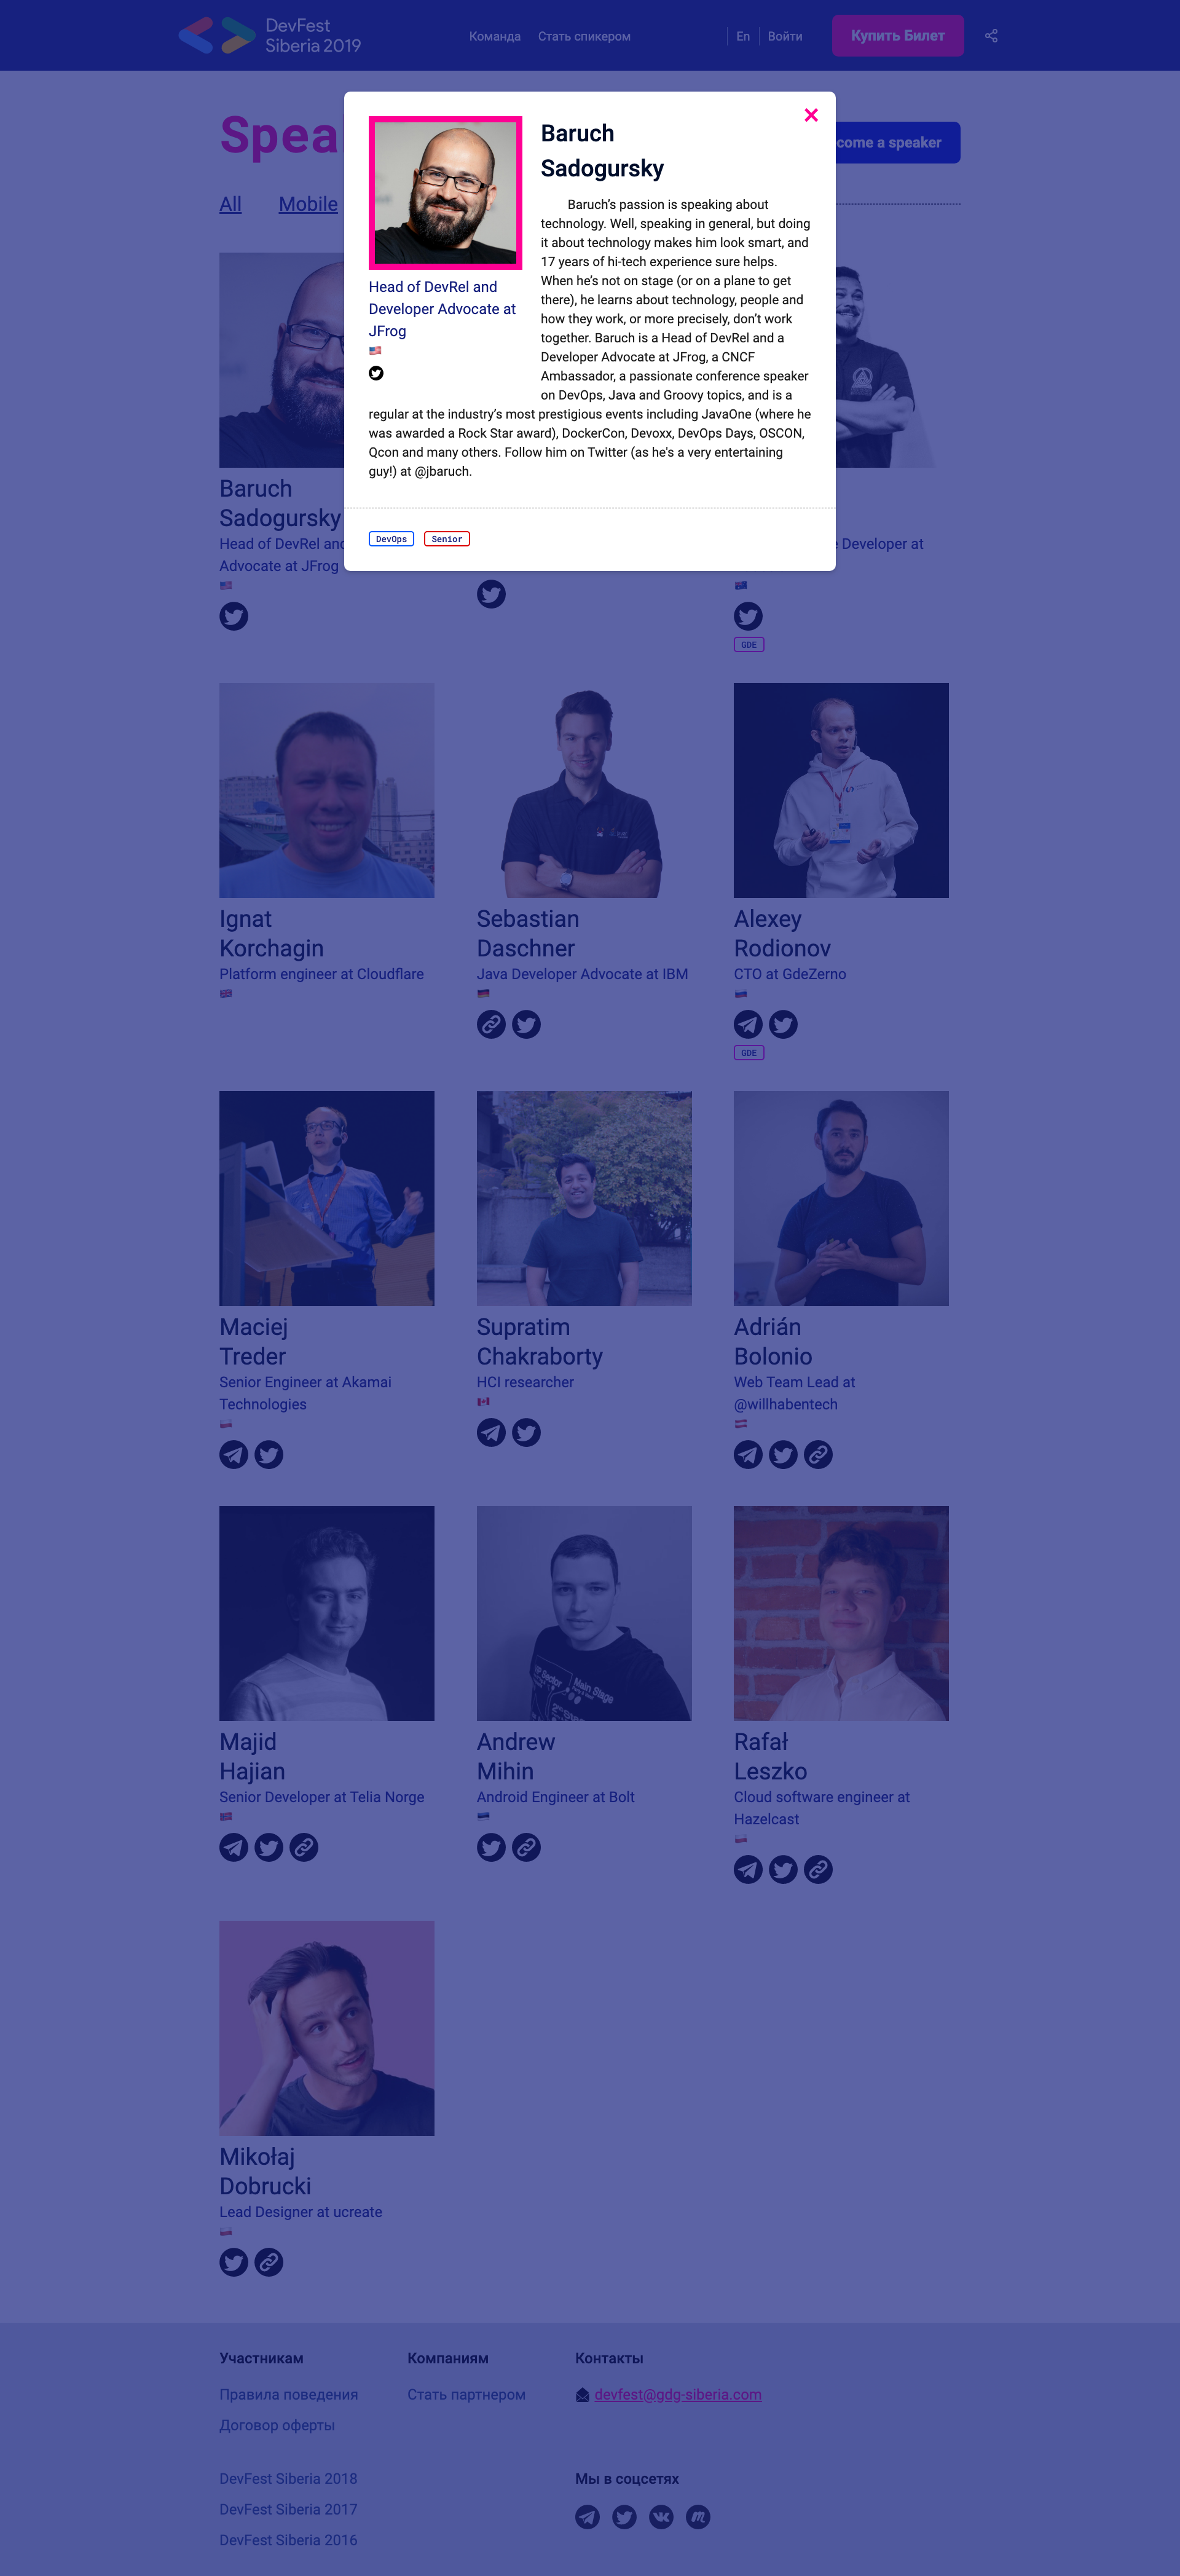 DevFest
Siberia 2019
Команда
Стать спикером
En
Войти
Купить Билет
All
Mobile
a speaker
Baruch
Sadogursky
Baruch’s passion is speaking about
technology. Well, speaking in general, but doing
it about technology makes him look smart, and
17 years of hi-tech experience sure helps.
When he’s not on stage (or on a plane to get
there), he learns about technology, people and
how they work, or more precisely, don’t work
together. Baruch is a Head of DevRel and a
Developer Advocate at JFrog, a CNCF
Ambassador, a passionate conference speaker
on DevOps, Java and Groovy topics, and is a
regular at the industry’s most prestigious events including JavaOne (where he
was awarded a Rock Star award), DockerCon, Devoxx, DevOps Days, OSCON,
Qcon and many others. Follow him on Twitter (as he's a very entertaining
guy!) at @jbaruch.
Head of DevRel and
Developer Advocate at
JFrog
DevOps
Senior
Baruch
Sadogursky
Head of DevRel
Advocate at JFrog
Developer at
GDE
Ignat
Korchagin
Platform engineer at Cloudflare
Sebastian
Daschner
Java Developer Advocate at IBM
Alexey
Rodionov
CTO at GdeZerno
GDE
Maciej
Treder
Senior Engineer at Akamai
Technologies
Supratim
Chakraborty
HCI researcher
Adrián
Bolonio
Web Team Lead at
@willhabentech
Majid
Hajian
Senior Developer at Telia Norge
Main Stage
Andrew
Mihin
Android Engineer at Bolt
Rafał
Leszko
Cloud software engineer at
Hazelcast
Mikołaj
Dobrucki
Lead Designer at ucreate
Участникам
Правила поведения
Договор оферты
DevFest Siberia 2018
DevFest Siberia 2017
DevFest Siberia 2016
Компаниям
Стать партнером
Контакты
devfest@gdg-siberia.com
Мы в соцсетях